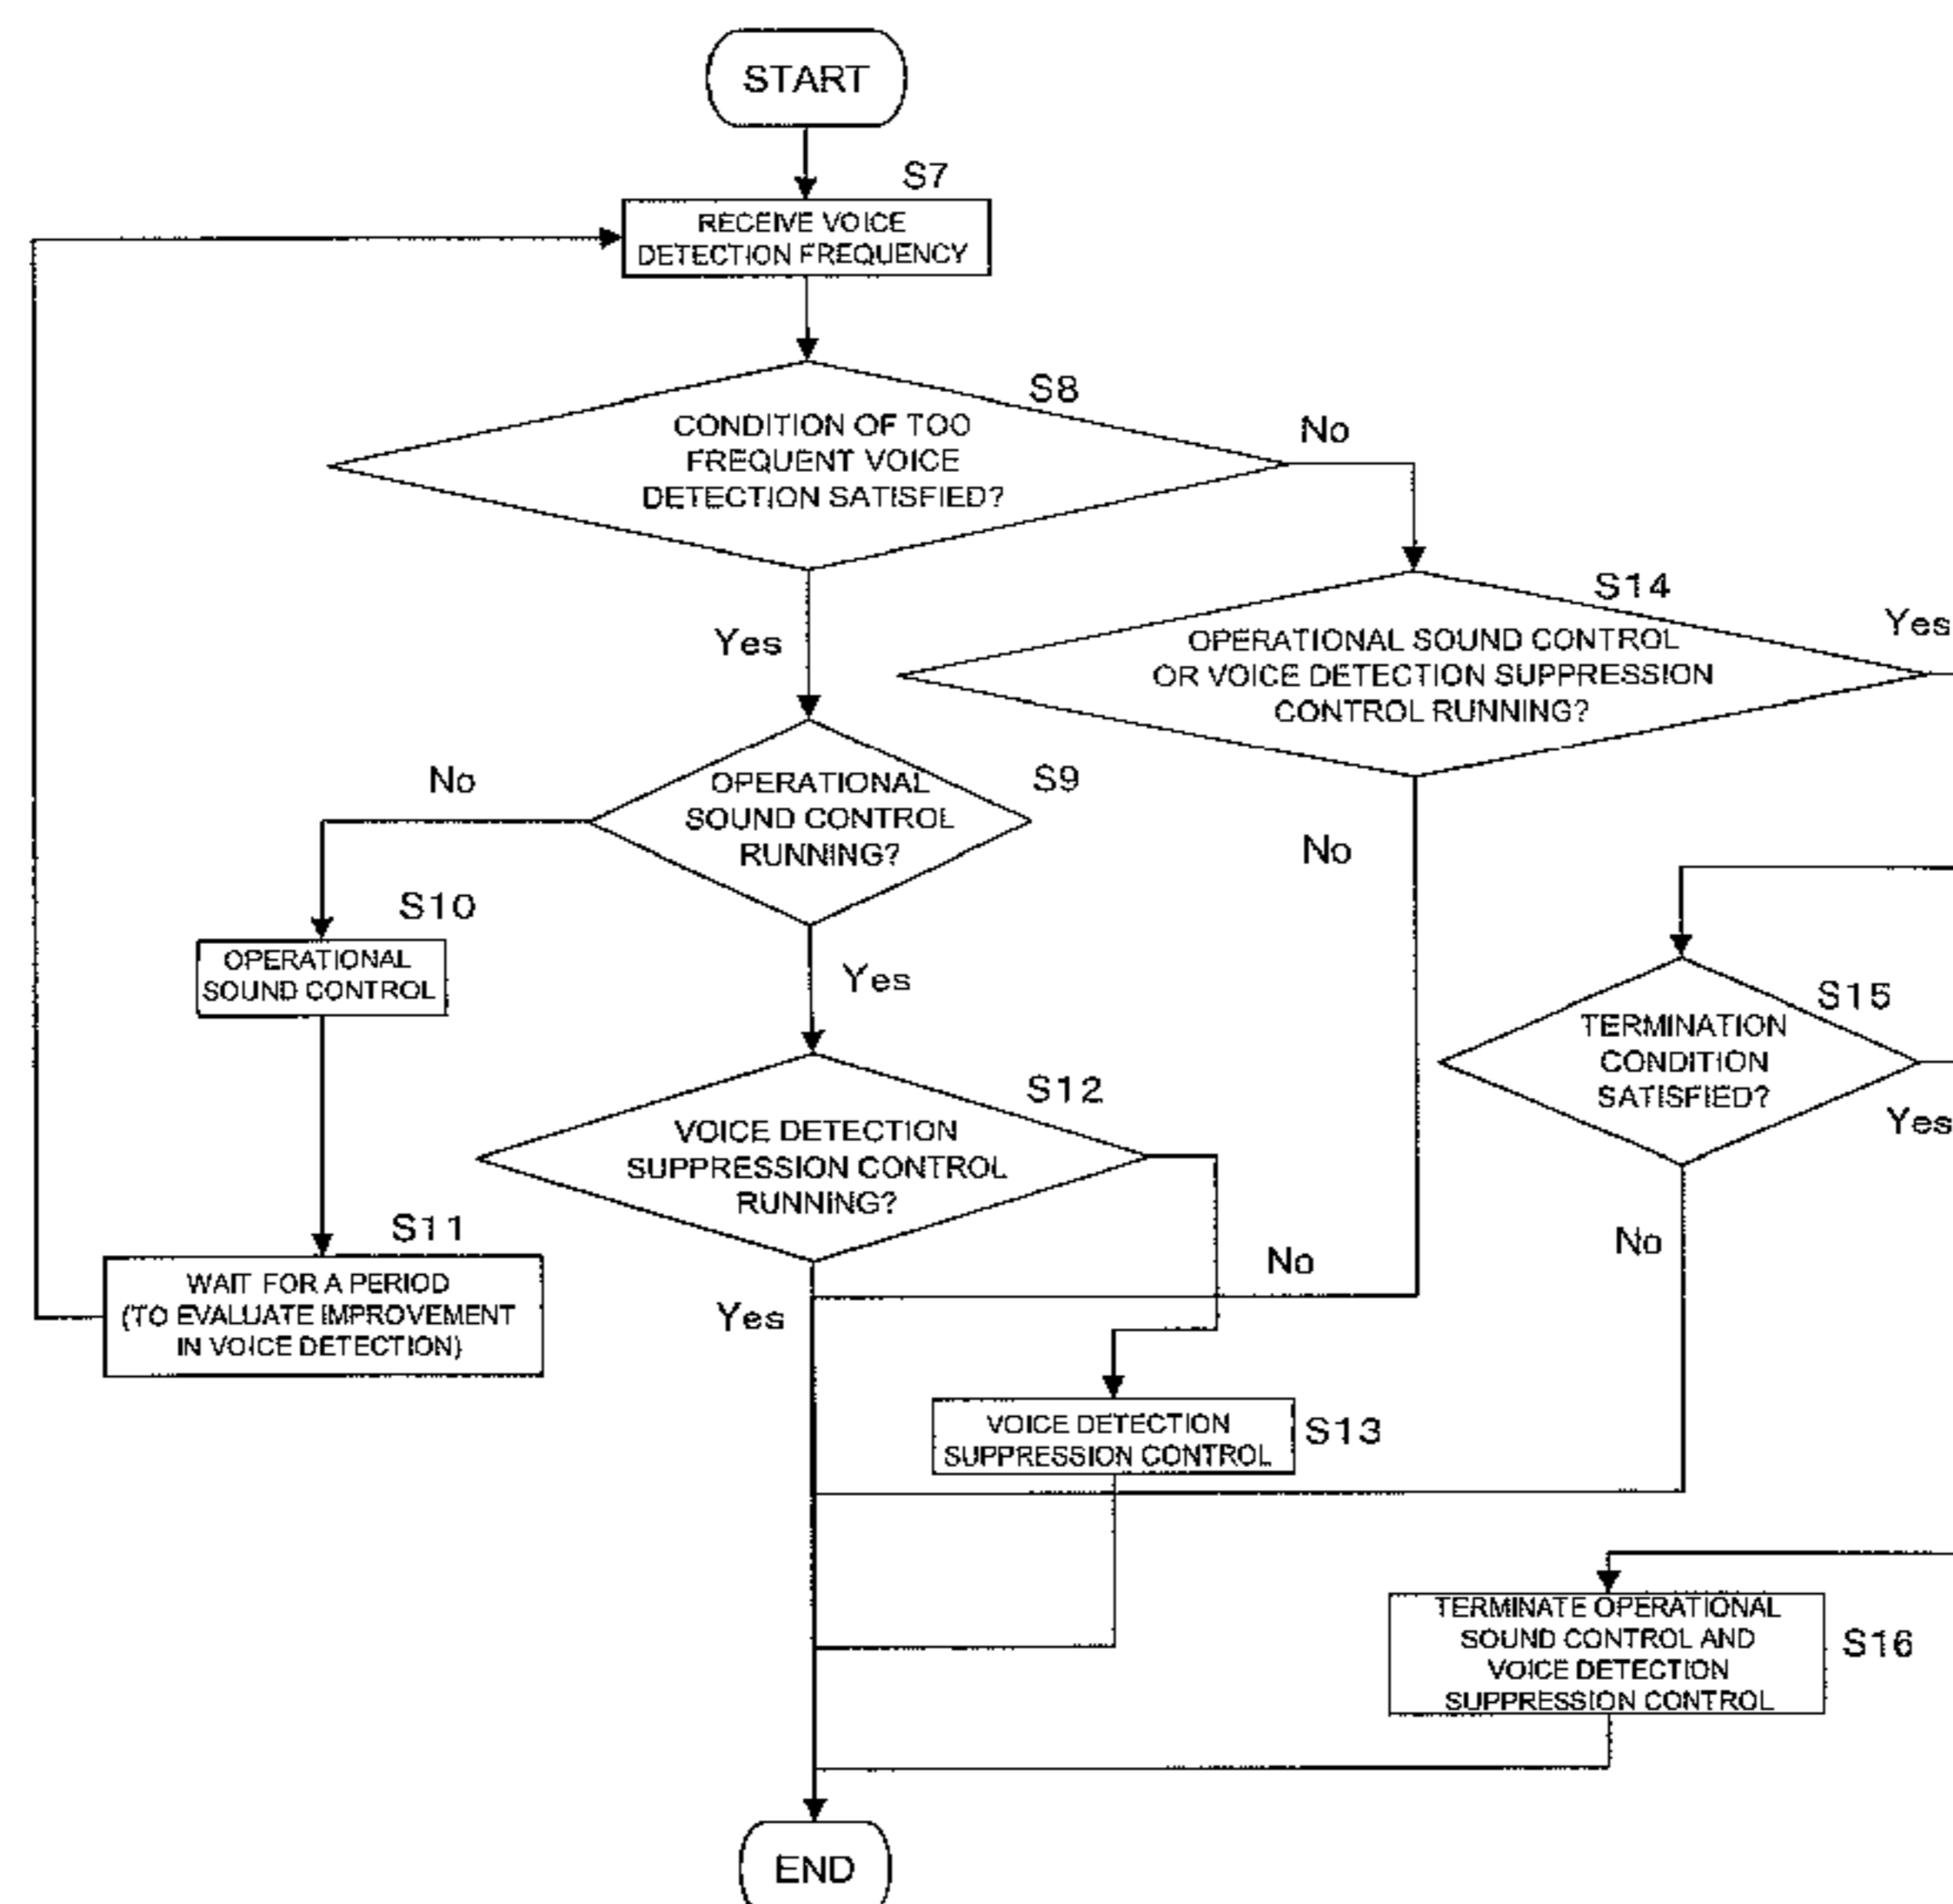 START
S7
RECEIVE VOICE
DETECTION FREQUENCY
S8
CONDITION OF TOO
FREQUENT VOICE
DETECTION SATISFIED?
No
S14
Yes
OPERATIONAL SOUND CONTROL
OR VOICE DETECTION SUPPRESSION
CONTROL RUNNING?
Yes
No
S9
OPERATIONAL
SOUND CONTROL
RUNNING?
No
S10
OPERATIONAL
SOUND CONTROL
Yes
S15
TERMINATION
CONDITION
SATISFIED?
Yes
No
S12
VOICE DETECTION
SUPPRESSION CONTROL
RUNNING?
S11
WAIT FOR A PERIOD
(TO EVALUATE IMPROVEMENT
IN VOICE DETECTION)
Yes
No
VOICE DETECTION
SUPPRESSION CONTROL
S13
TERMINATE OPERATIONAL
SOUND CONTROL AND
VOICE DETECTION
SUPPRESSION CONTROL
S16
END